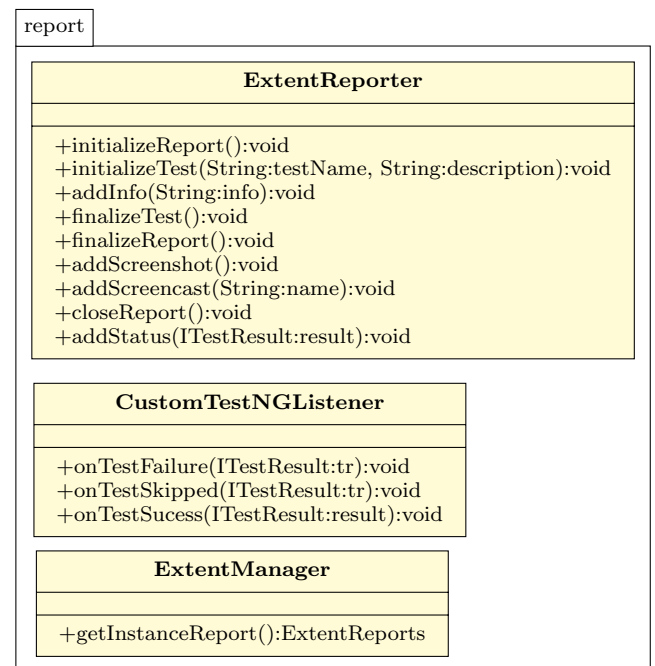 report
ExtentReporter
+initializeReport():void
+initializeTest(String:testName, String:description):void
+addInfo(String:info):void
+finalizeTest():void
+finalizeReport():void
+addScreenshot():void
+addScreencast(String:name):void
+closeReport():void
+addStatus(ITestResult:result):void
CustomTestNGListener
+onTestFailure(ITestResult:tr):void
+onTestSkipped(ITestResult:tr):void
+onTestSucess(ITestResult:result):void
ExtentManager
+getInstanceReport():ExtentReports